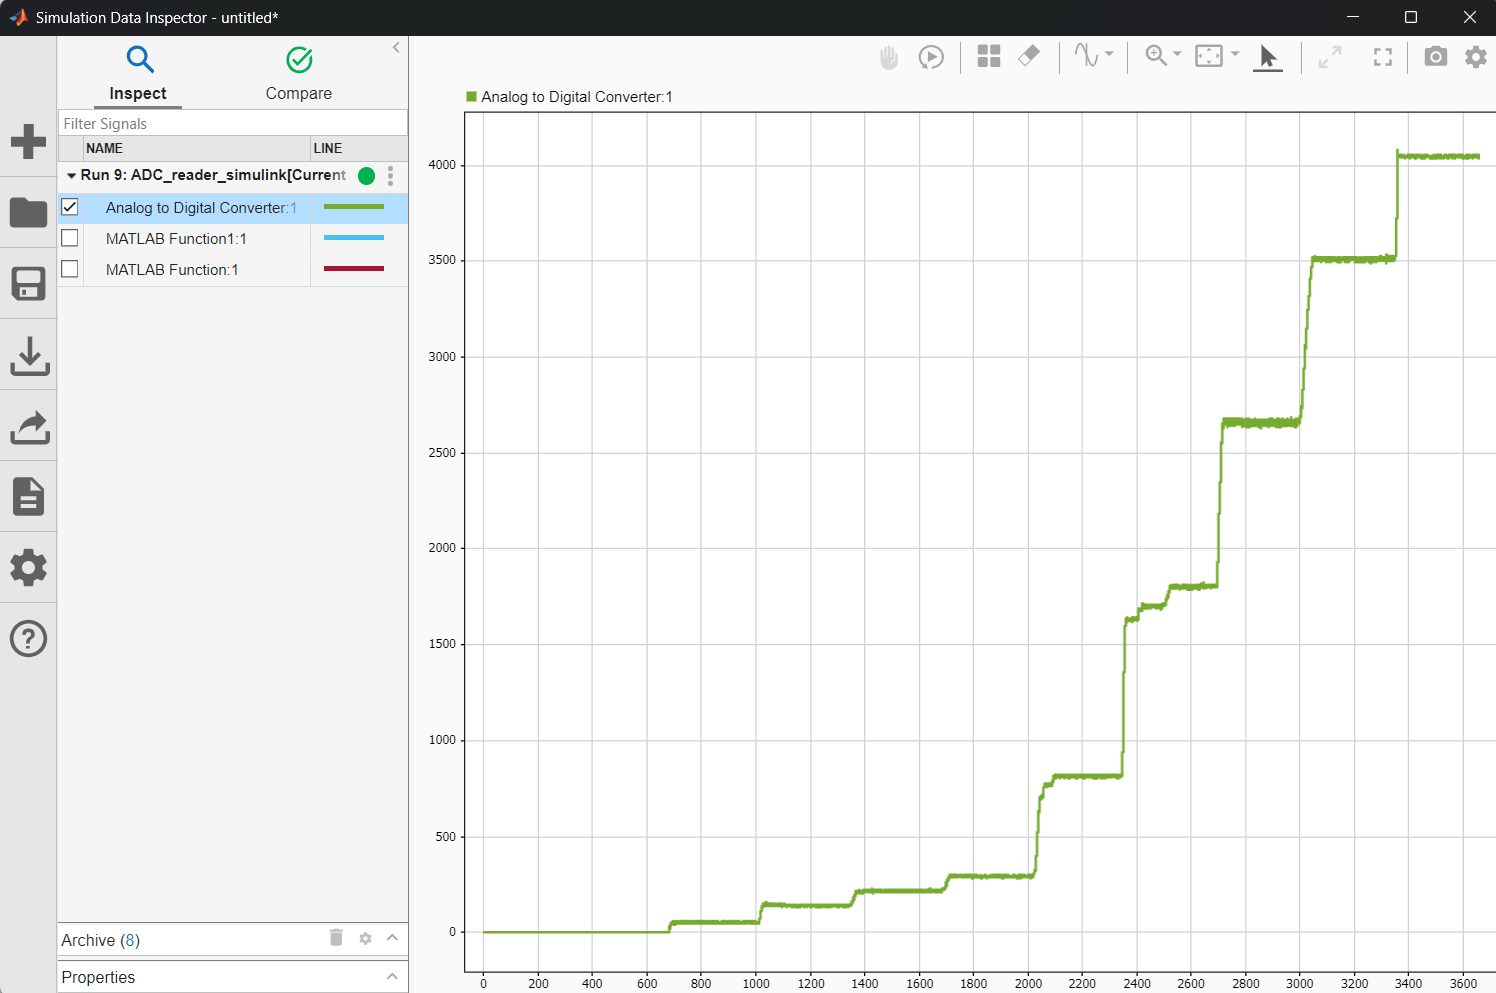 Simulation Data Inspector - untitled*
Inspect
Compare
Filter Signals
NAME
LINE
Run 9: ADC_reader_simulink[Current
Analog to Digital Converter:1
MATLAB Function1:1
MATLAB Function:1
Archive (8)
Properties
Analog to Digital Converter:1
4000
3500
3000
2500
2000
1500
1000
500
0
0 200 400 600 800 1000 1200 1400 1600 1800 2000 2200 2400 2600 2800 3000 3200 3400 3600